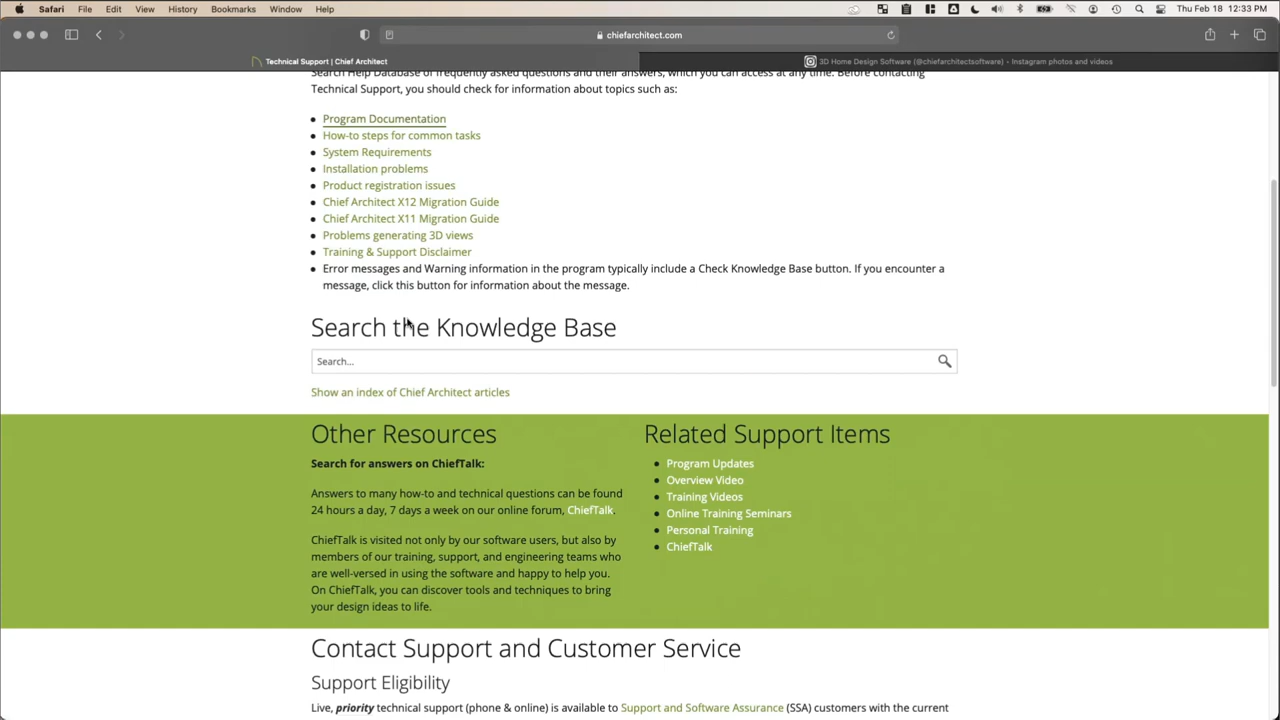 Safari File Edit View History Bookmarks Window Help Thu Feb 18 12:33 PM
chiefarchitect.com
Technical Support | Chief Architect 3D Home Design Software (@chiefarchitectsoftware) • Instagram photos and videos
Search Help Database of frequently asked questions and their answers, which you can access at any time. Before contacting
Technical Support, you should check for information about topics such as:
• Program Documentation
• How-to steps for common tasks
• System Requirements
• Installation problems
• Product registration issues
• Chief Architect X12 Migration Guide
• Chief Architect X11 Migration Guide
• Problems generating 3D views
• Training & Support Disclaimer
• Error messages and Warning information in the program typically include a Check Knowledge Base button. If you encounter a
message, click this button for information about the message.
Search the Knowledge Base
Search...
Show an index of Chief Architect articles
Other Resources
Search for answers on ChiefTalk:
Answers to many how-to and technical questions can be found
24 hours a day, 7 days a week on our online forum, ChiefTalk.
ChiefTalk is visited not only by our software users, but also by
members of our training, support, and engineering teams who
are well-versed in using the software and happy to help you.
On ChiefTalk, you can discover tools and techniques to bring
your design ideas to life.
Related Support Items
• Program Updates
• Overview Video
• Training Videos
• Online Training Seminars
• Personal Training
• ChiefTalk
Contact Support and Customer Service
Support Eligibility
Live, priority technical support (phone & online) is available to Support and Software Assurance (SSA) customers with the current